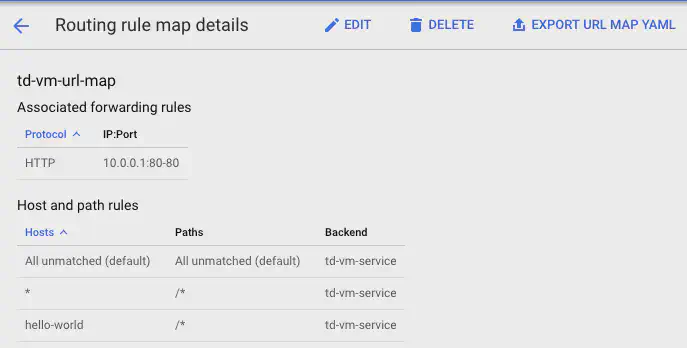 Routing rule map details EDIT DELETE EXPORT URL MAP YAML
td-vm-url-map
Associated forwarding rules
Protocol IP:Port
HTTP 10.0.0.1:80-80
Host and path rules
Hosts Paths Backend
All unmatched (default) All unmatched (default) td-vm-service
* /* td-vm-service
hello-world /* td-vm-service